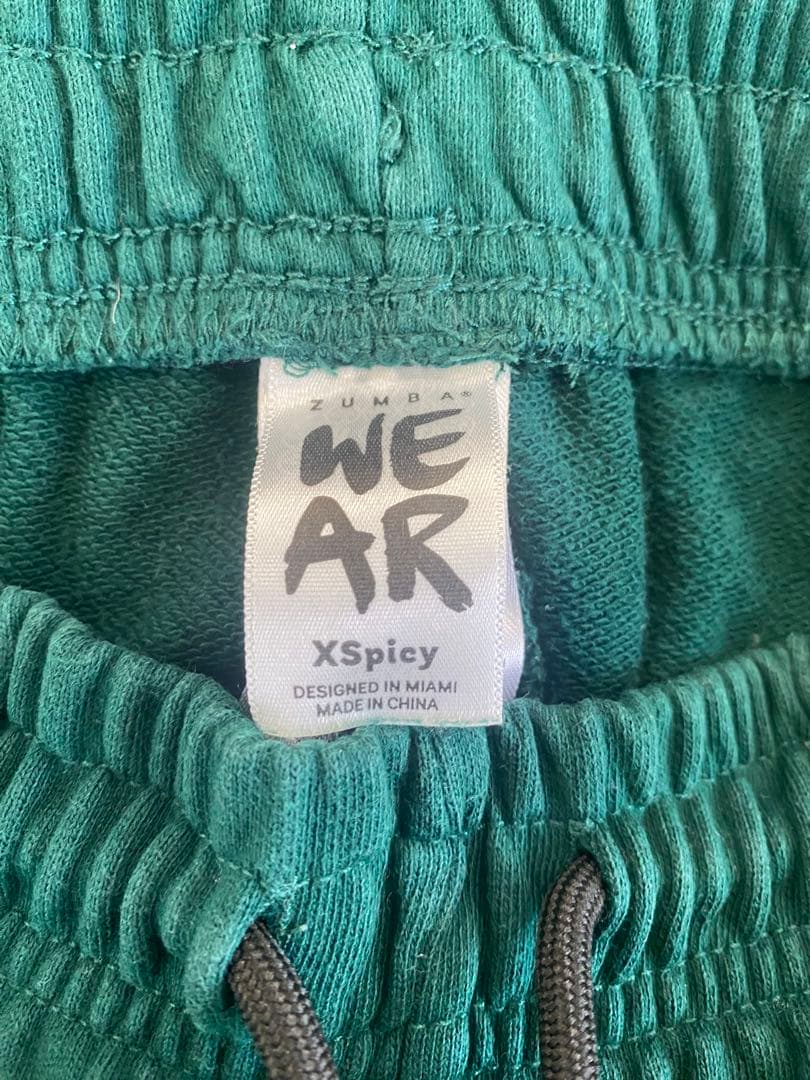 ZUMBA®
WE
AR
XSpicy
DESIGNED IN MIAMI
MADE IN CHINA